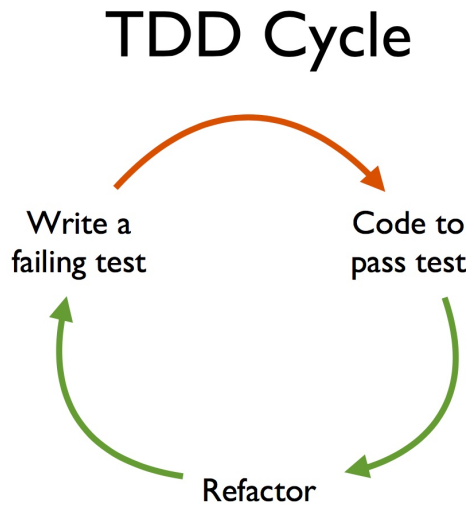 TDD Cycle
Write a
failing test
Code to
pass test
Refactor